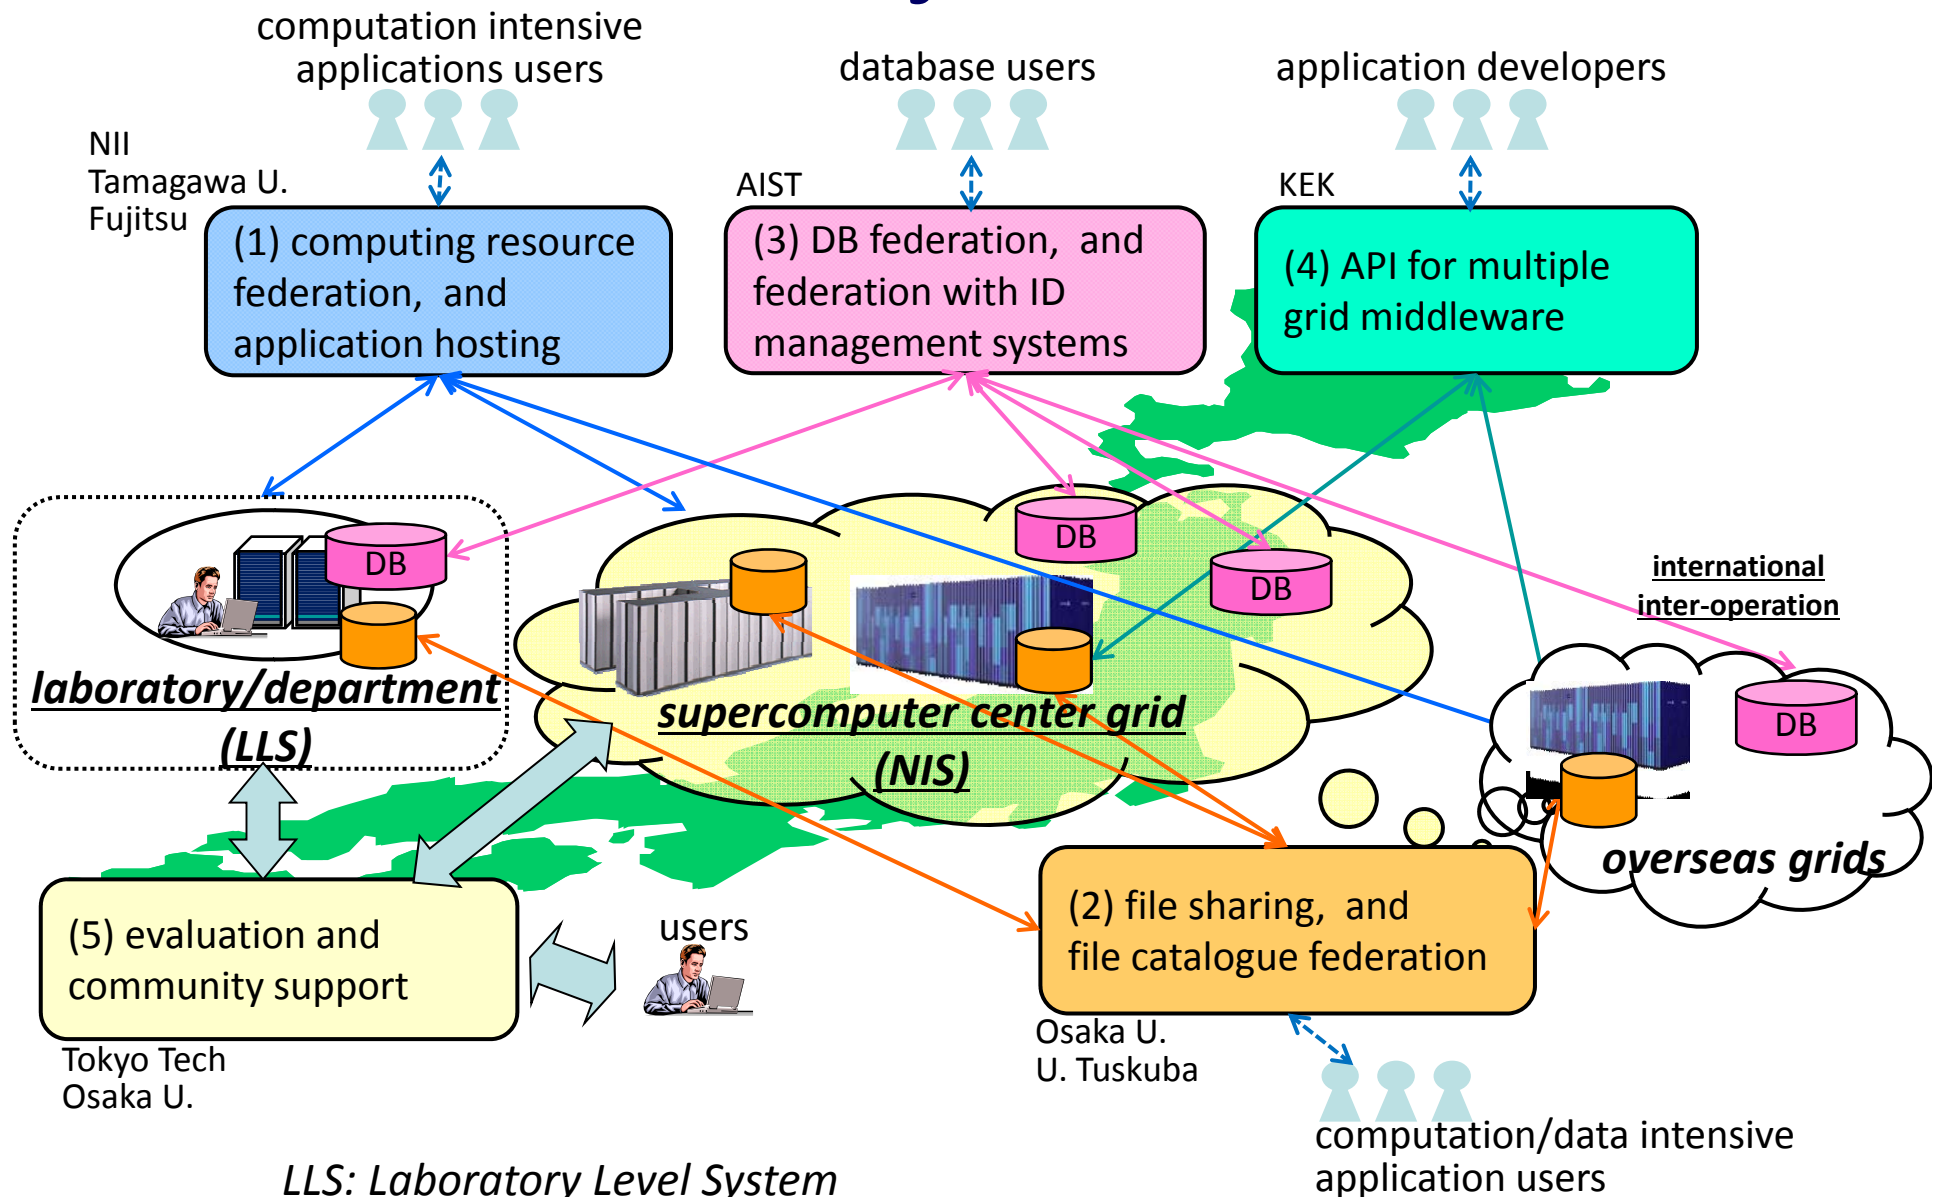 computation intensive
applications users
database users
application developers
NII
Tamagawa U.
Fujitsu
AIST
KEK
(1) computing resource
federation, and
application hosting
(3) DB federation, and
federation with ID
management systems
(4) API for multiple
grid middleware
DB
DB
DB
international
inter-operation
laboratory/department
(LLS)
supercomputer center grid
(NIS)
DB
overseas grids
(5) evaluation and
community support
users
(2) file sharing, and
file catalogue federation
Tokyo Tech
Osaka U.
Osaka U.
U. Tuskuba
computation/data intensive
application users
LLS: Laboratory Level System